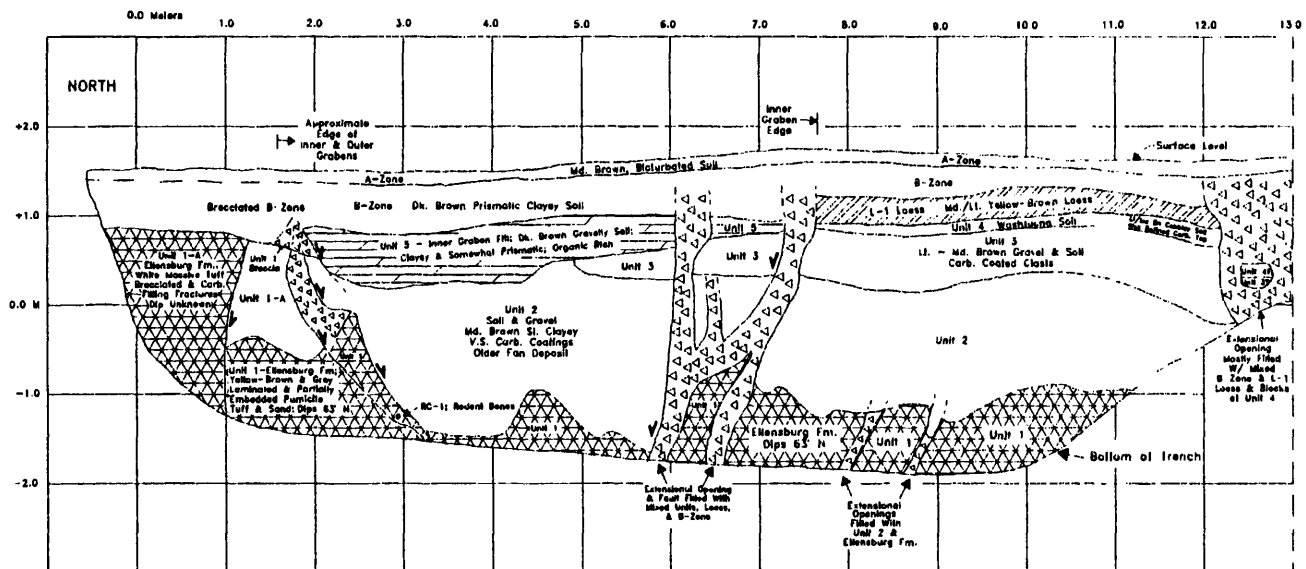 0.0 Meters 1.0 2.0 3.0 4.0 5.0 6.0 7.0 8.0 9.0 10.0 11.0 12.0 13.0
NORTH
+2.0
+1.0
0.0 M
-1.0
-2.0
Approximate
Edge of
Inner & Outer
Grabens
Inner
Graben
Edge
Surface Level
A-Zone
Md. Brown, Bioturbated Soil
A-Zone
B-Zone
Brecciated B-Zone
B-Zone Dk. Brown Prismatic Clayey Soil
L-1 Loess Md./Lt. Yellow-Brown Loess
Unit 4 Washtucna Soil
Unit 5 - Inner Graben Fill; Dk. Brown Gravelly Soil;
Clayey & Somewhat Prismatic; Organic Rich
Unit 5
Unit 3
Unit 3
Unit 3
Lt. - Md. Brown Gravel & Soil
Carb. Coated Clasts
Unit 1-A
Ellensburg Fm.
White Massive Tuff
Brecciated & Carb.
Filling Fractures
Dip Unknown
Unit 1
Breccia
Unit 1-A
Unit 2
Soil & Gravel
Md. Brown Sl. Clayey
V.S. Carb. Coatings
Older Fan Deposit
Unit 2
Unit 1-Ellensburg Fm.
Yellow-Brown & Grey
Laminated & Partially
Embedded Pumicite
Tuff & Sand: Dips 63° N
Unit 1
RC-1; Rodent Bones
Unit 1
Unit 1
Ellensburg Fm.
Dips 63° N
Unit 1
Unit 1
Bottom of Trench
Extensional
Opening
Mostly Filled
W/ Mixed
B Zone & L-1
Loess & Blocks
of Unit 4
Extensional Opening
& Fault Filled With
Mixed Units, Loess,
& B-Zone
Extensional
Openings
Filled With
Unit 2 &
Ellensburg Fm.